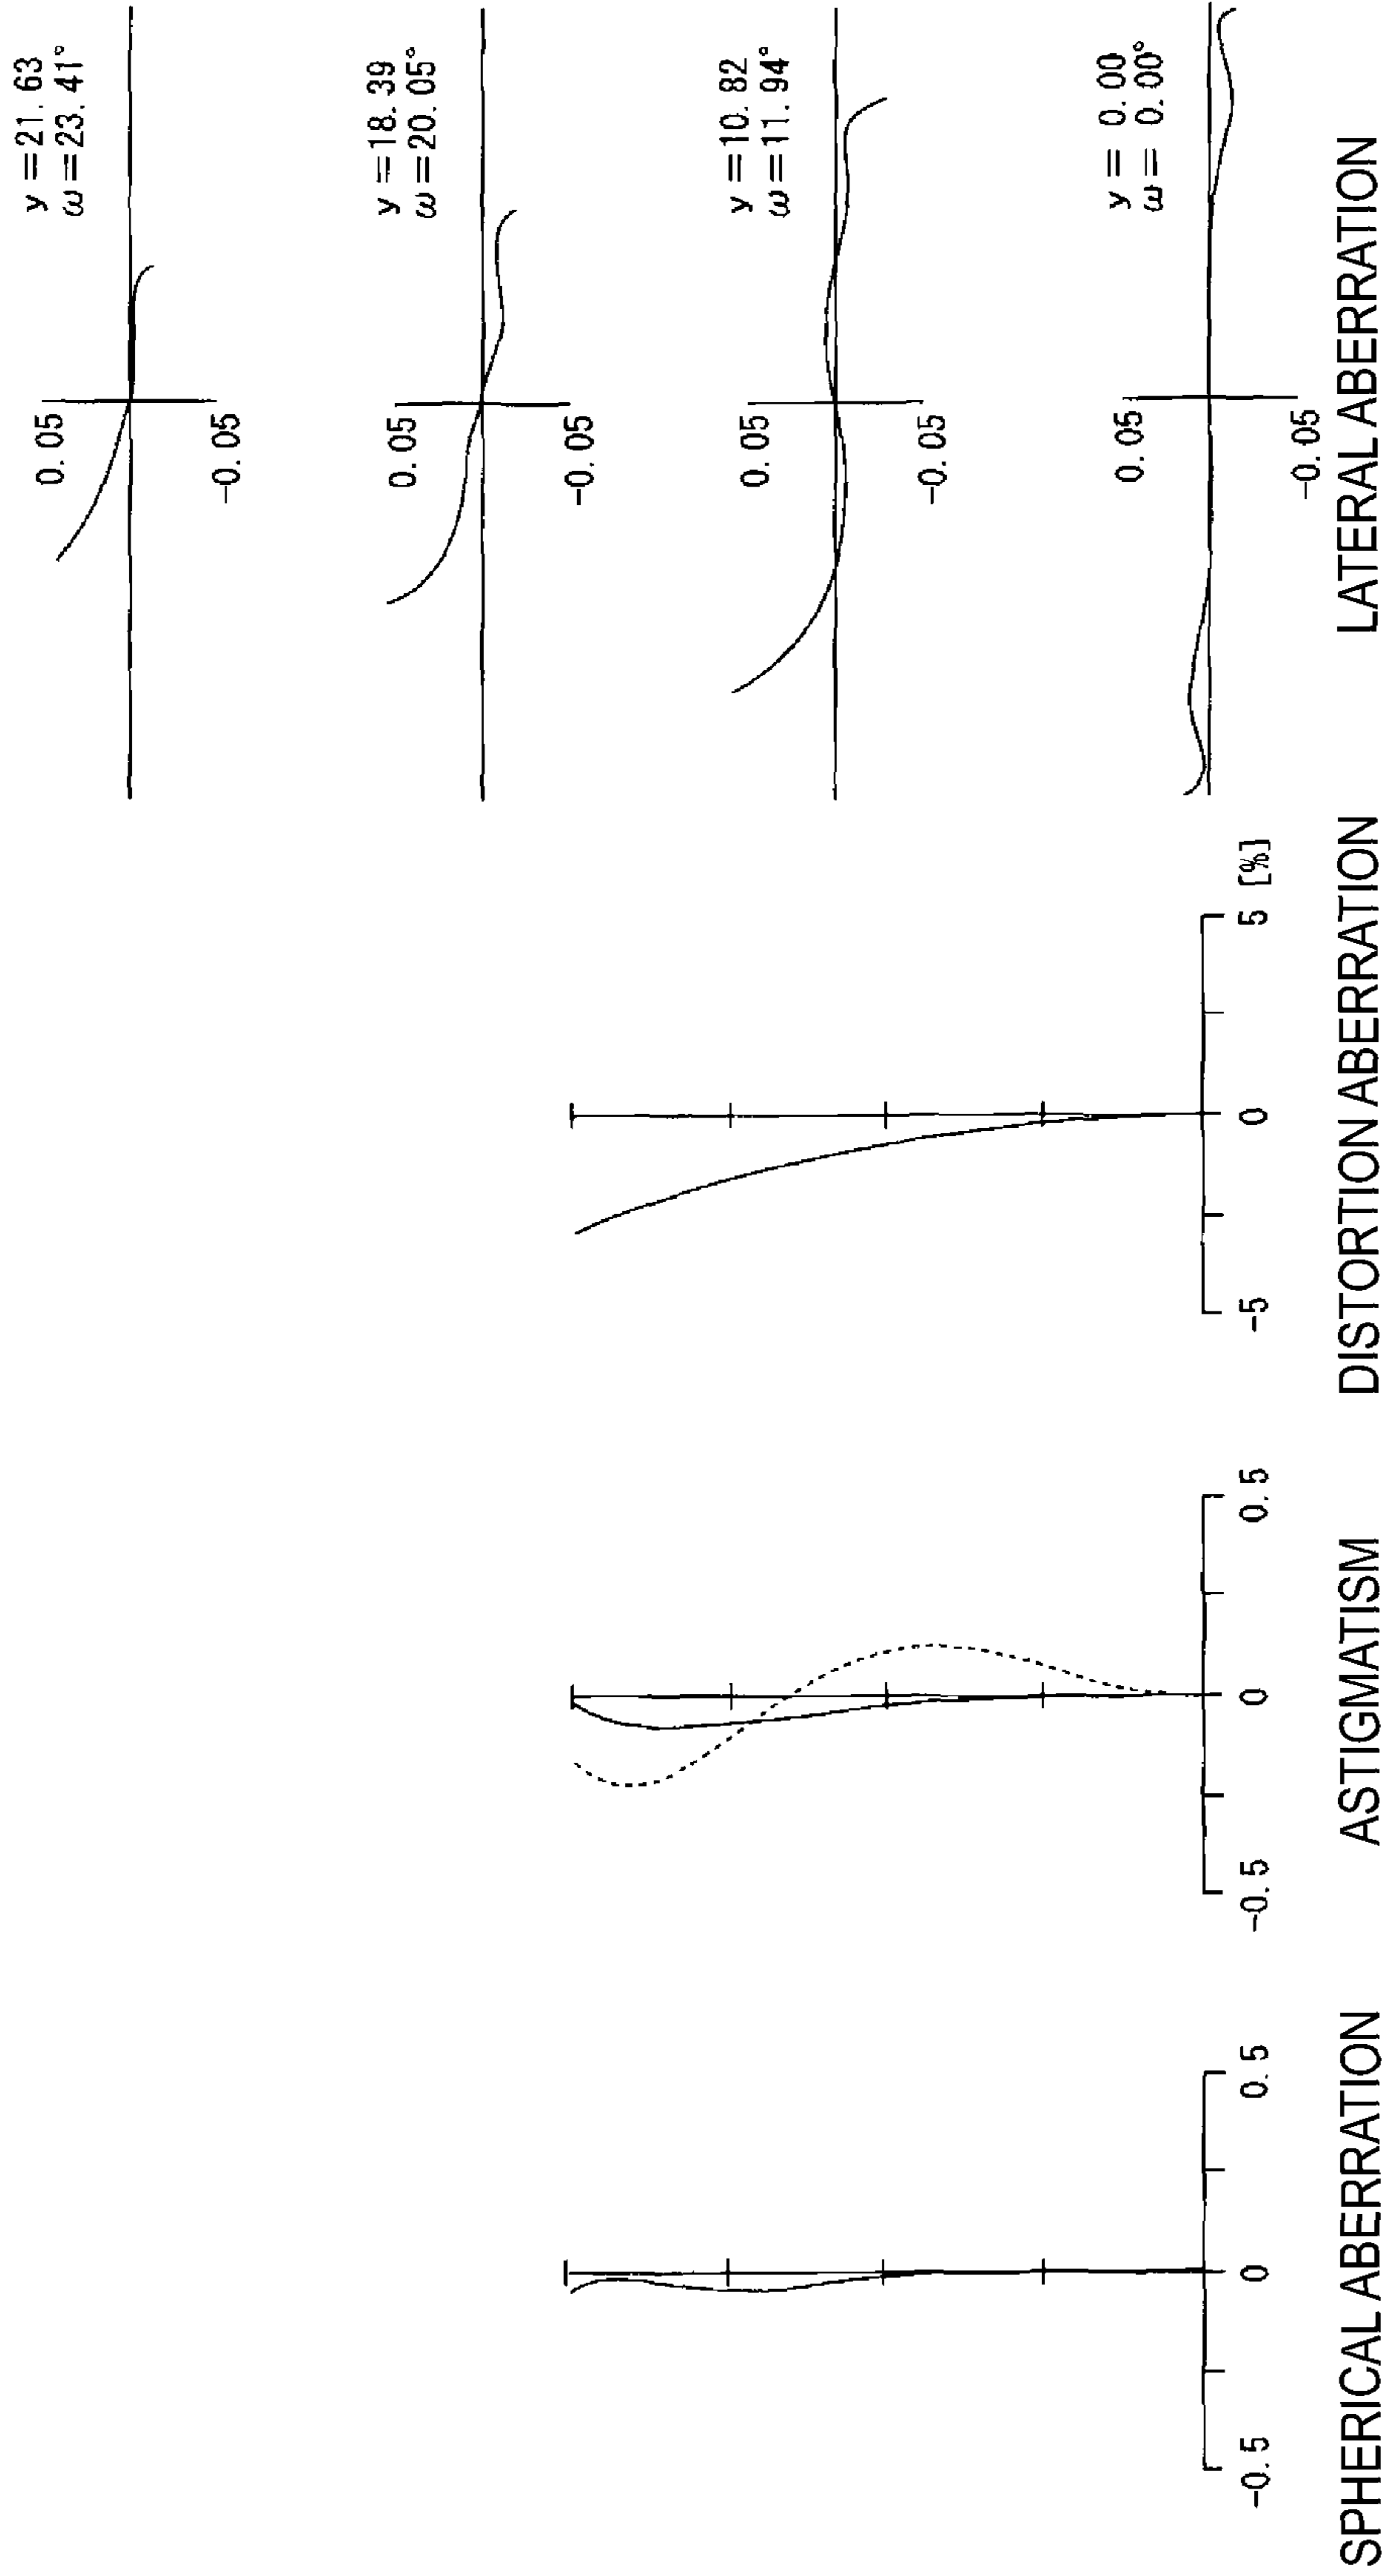 SPHERICAL ABERRATION
-0.5
0
0.5
ASTIGMATISM
-0.5
0
0.5
DISTORTION ABERRATION
-5
0
5 [%]
LATERAL ABERRATION
y=21.63
ω=23.41°
0.05
-0.05
y=18.39
ω=20.05°
0.05
-0.05
y=10.82
ω=11.94°
0.05
-0.05
y= 0.00
ω= 0.00°
0.05
-0.05